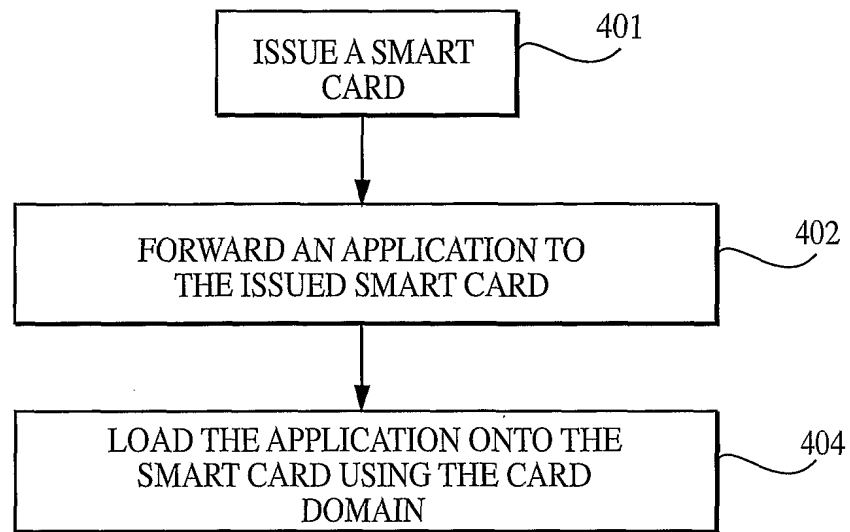 ISSUE A SMART
CARD
401
FORWARD AN APPLICATION TO
THE ISSUED SMART CARD
402
LOAD THE APPLICATION ONTO THE
SMART CARD USING THE CARD
DOMAIN
404